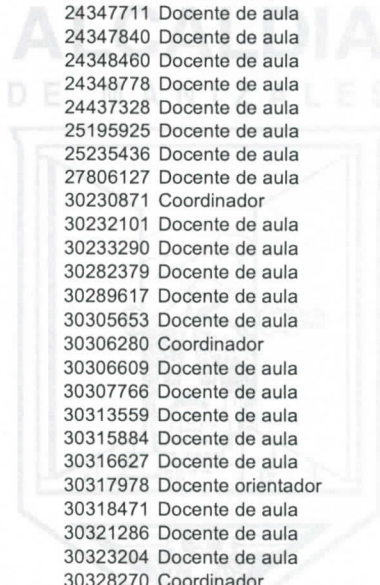 ALCALDIA
DE MANIZALES
24347711 Docente de aula
24347840 Docente de aula
24348460 Docente de aula
24348778 Docente de aula
24437328 Docente de aula
25195925 Docente de aula
25235436 Docente de aula
27806127 Docente de aula
30230871 Coordinador
30232101 Docente de aula
30233290 Docente de aula
30282379 Docente de aula
30289617 Docente de aula
30305653 Docente de aula
30306280 Coordinador
30306609 Docente de aula
30307766 Docente de aula
30313559 Docente de aula
30315884 Docente de aula
30316627 Docente de aula
30317978 Docente orientador
30318471 Docente de aula
30321286 Docente de aula
30323204 Docente de aula
30328270 Coordinador